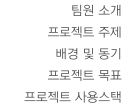 팀원 소개
프로젝트 주제
배경 및 동기
프로젝트 목표
프로젝트 사용스택